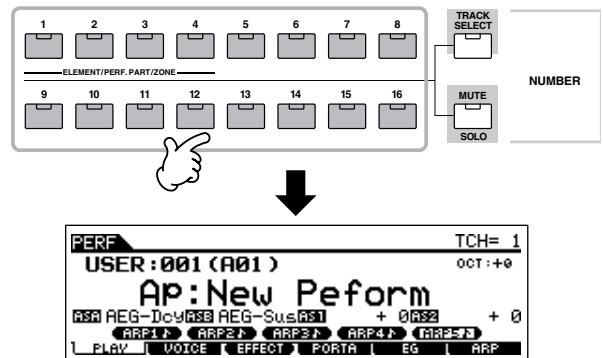 1 2 3 4 5 6 7 8
TRACK SELECT
ELEMENT/PERF. PART/ZONE
NUMBER
9 10 11 12 13 14 15 16
MUTE
SOLO
PERF TCH= 1
USER:001(A01) OCT:+0
Ap:New Peform
ASA AEG-Dcy ASB AEG-Sus AS1 + 0 AS2 + 0
ARP1 ARP2 ARP3 ARP4 ARP5
PLAY VOICE EFFECT PORTA EG ARP